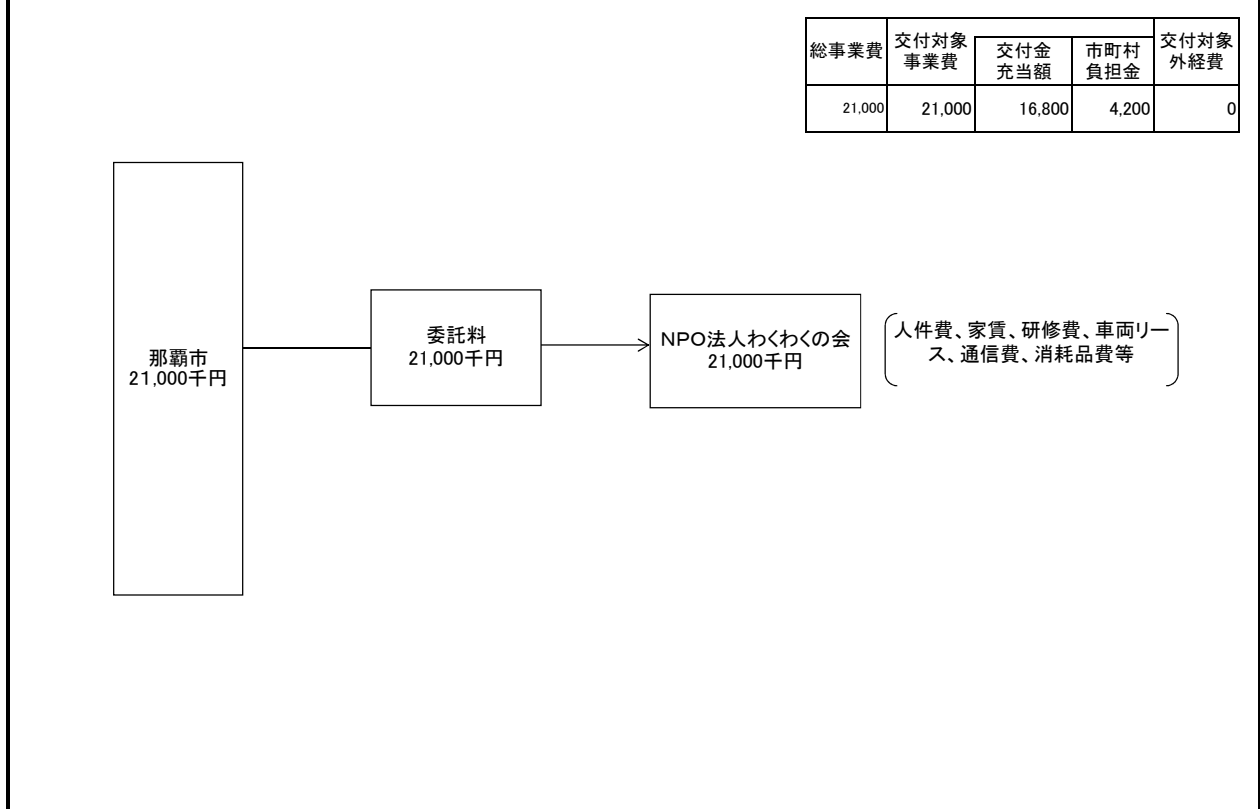 総事業費
交付対象
事業費
交付金
充当額
市町村
負担金
交付対象
外経費
21,000
21,000
16,800
4,200
0
那覇市
21,000千円
委託料
21,000千円
NPO法人わくわくの会
21,000千円
人件費、家賃、研修費、車両リー
ス、通信費、消耗品費等